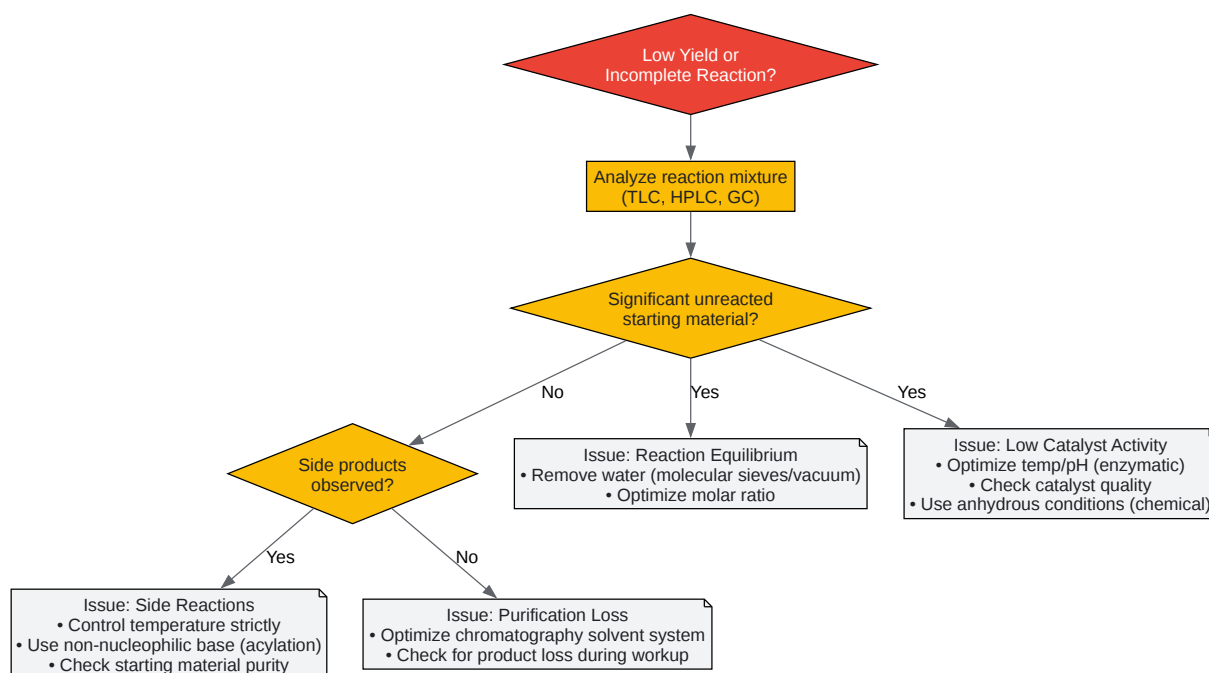 Low Yield or
Incomplete Reaction?
Analyze reaction mixture
(TLC, HPLC, GC)
Significant unreacted
starting material?
No
Yes
Yes
Side products
observed?
Issue: Reaction Equilibrium
• Remove water (molecular sieves/vacuum)
• Optimize molar ratio
Issue: Low Catalyst Activity
• Optimize temp/pH (enzymatic)
• Check catalyst quality
• Use anhydrous conditions (chemical)
Yes
No
Issue: Side Reactions
• Control temperature strictly
• Use non-nucleophilic base (acylation)
• Check starting material purity
Issue: Purification Loss
• Optimize chromatography solvent system
• Check for product loss during workup